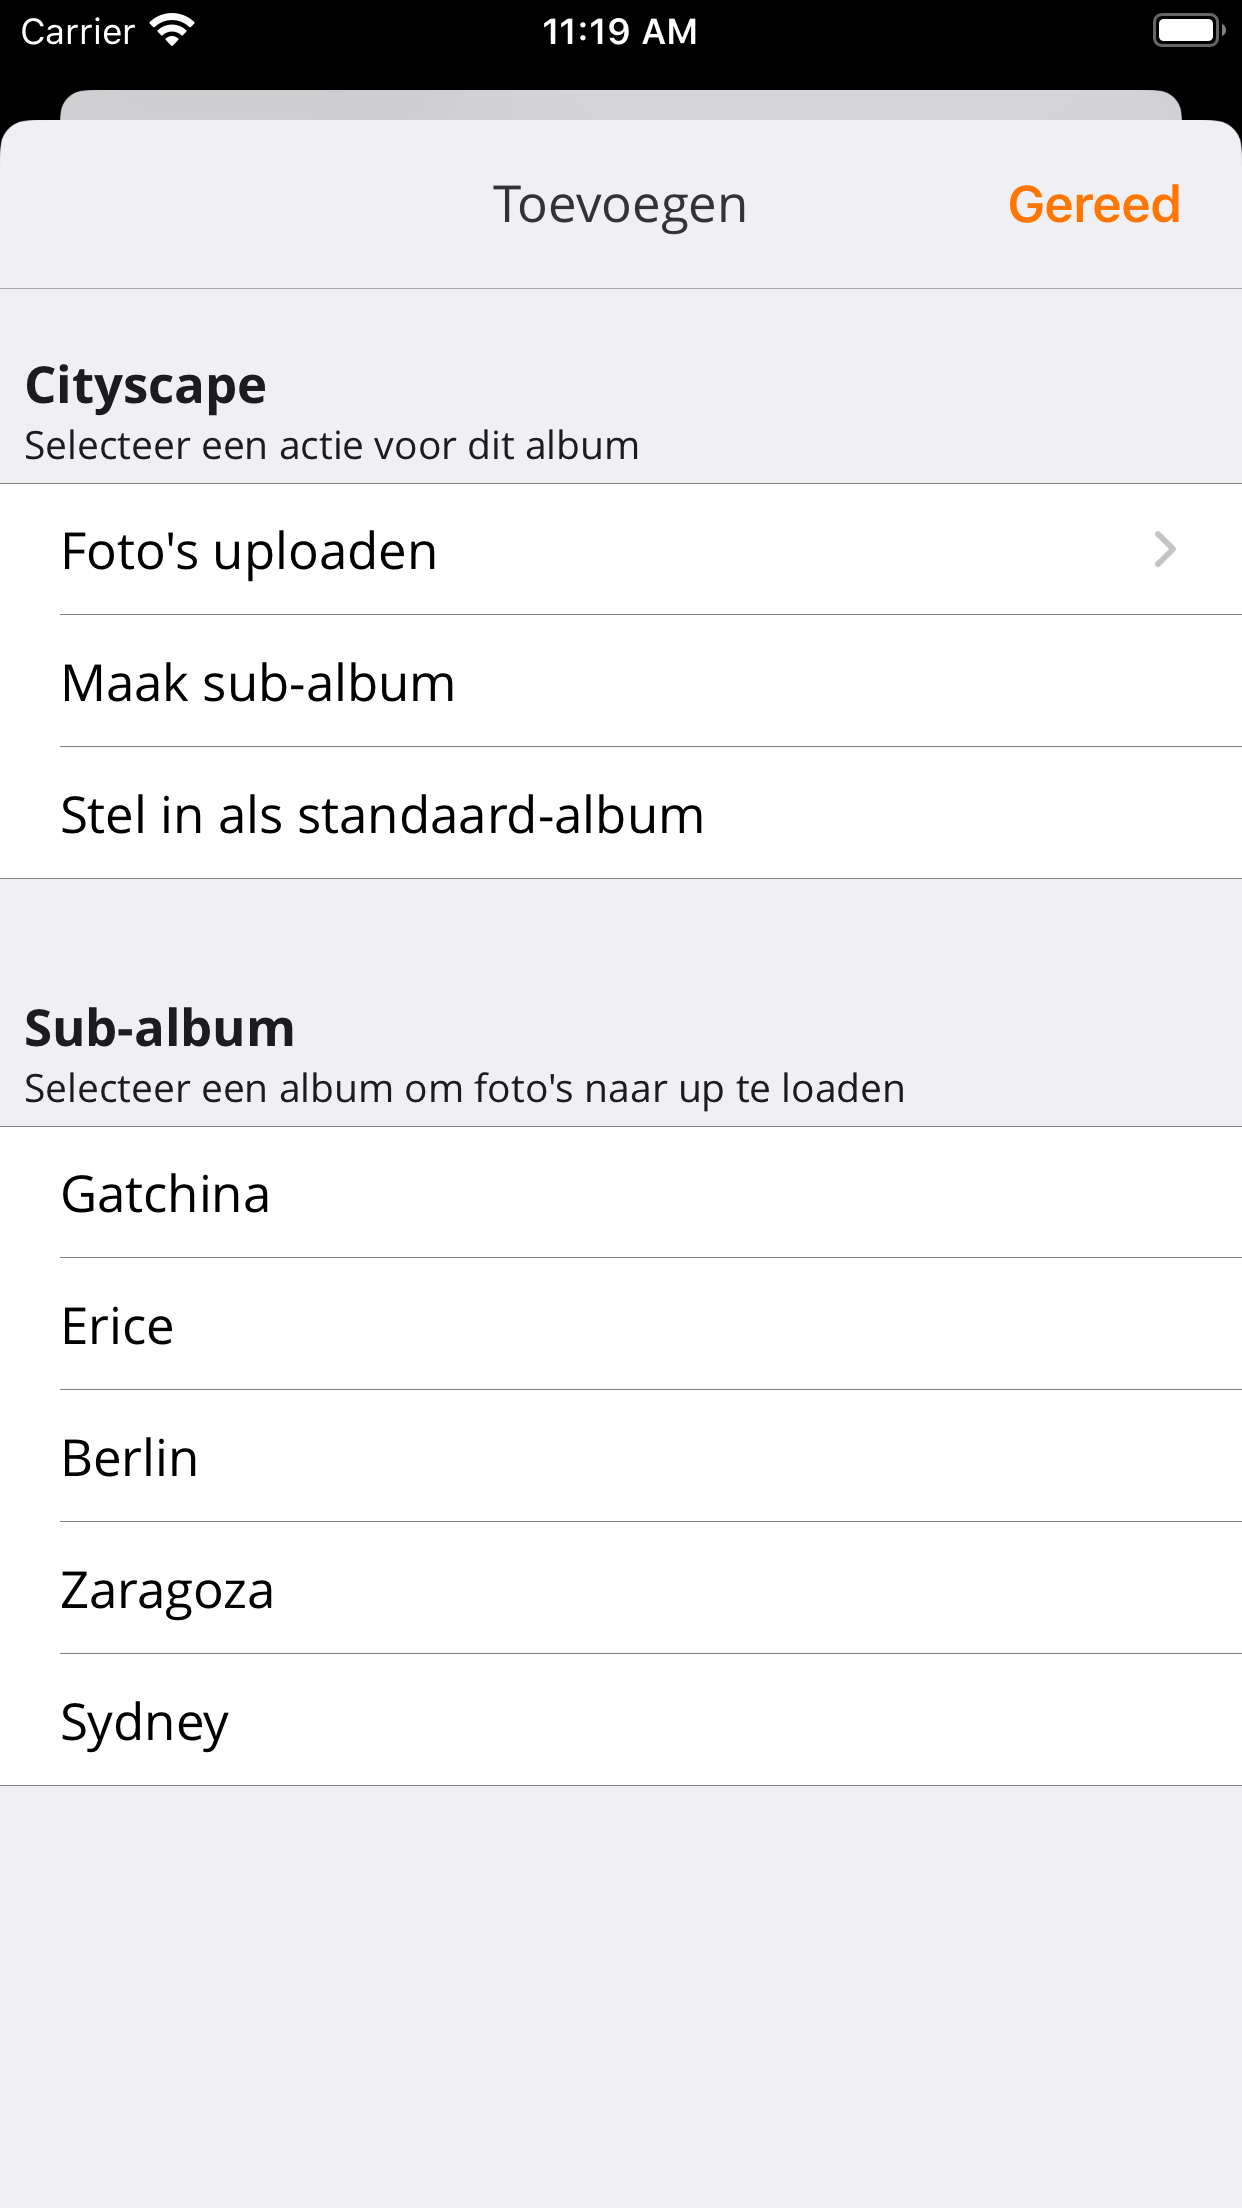 Carrier 11:19 AM
Toevoegen Gereed
Cityscape
Selecteer een actie voor dit album
Foto's uploaden
Maak sub-album
Stel in als standaard-album
Sub-album
Selecteer een album om foto's naar up te loaden
Gatchina
Erice
Berlin
Zaragoza
Sydney